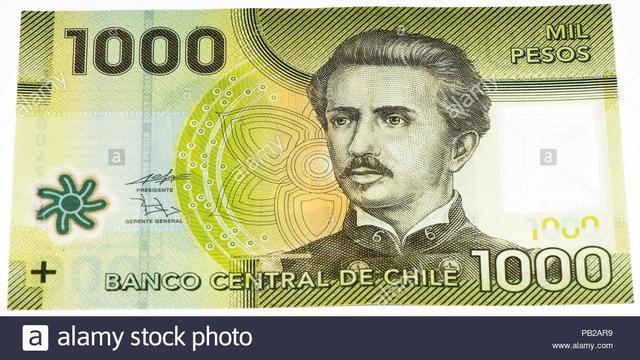 1000
MIL
PESOS
PRESIDENTE
GERENTE GENERAL
1000
BANCO CENTRAL DE CHILE
1000
+
a alamy stock photo
PB2AR9
www.alamy.com